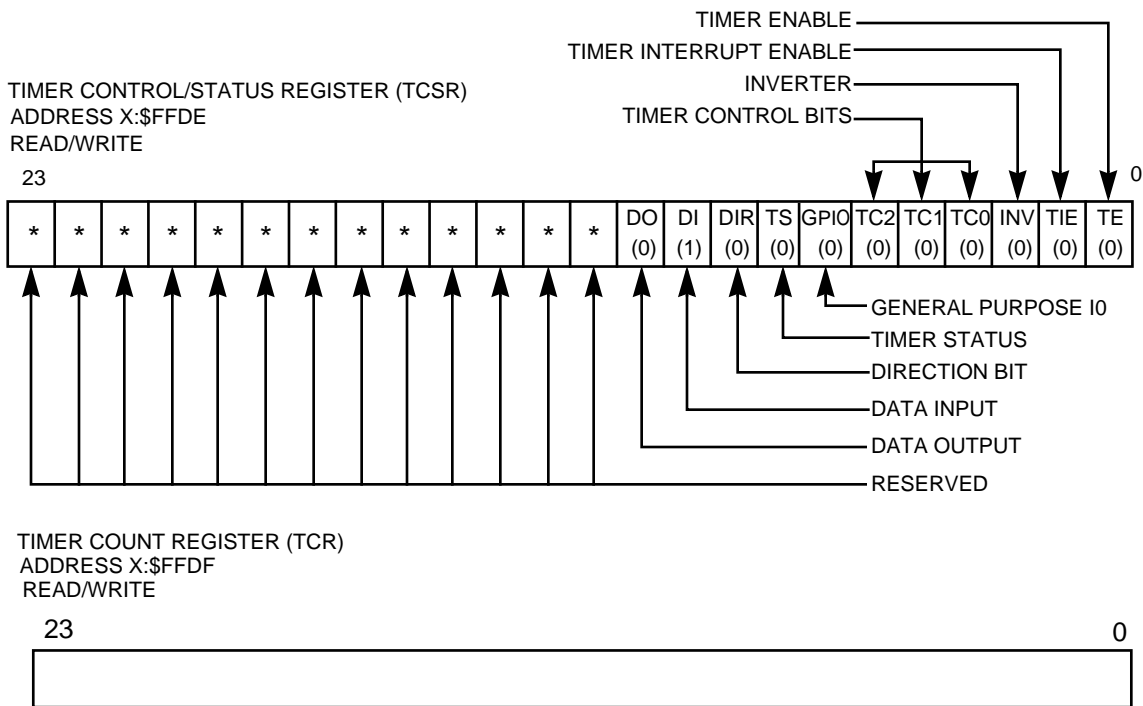 TIMER ENABLE
TIMER INTERRUPT ENABLE
INVERTER
TIMER CONTROL BITS
TIMER CONTROL/STATUS REGISTER (TCSR)
ADDRESS X:$FFDE
READ/WRITE
23 0
* * * * * * * * * * * * * DO DI DIR TS GPIO TC2 TC1 TC0 INV TIE TE
(0) (1) (0) (0) (0) (0) (0) (0) (0) (0) (0)
GENERAL PURPOSE I0
TIMER STATUS
DIRECTION BIT
DATA INPUT
DATA OUTPUT
RESERVED
TIMER COUNT REGISTER (TCR)
ADDRESS X:$FFDF
READ/WRITE
23 0